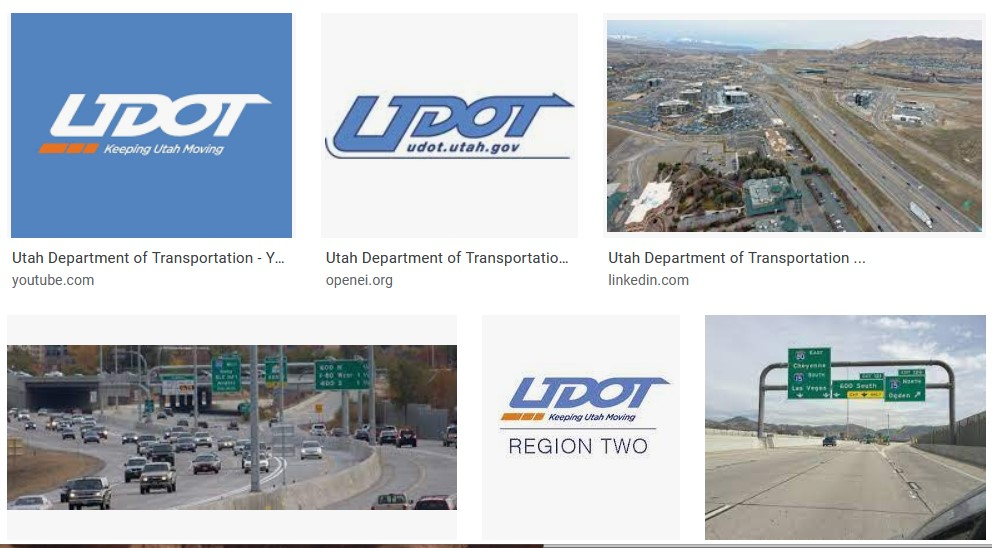 UDOT
Keeping Utah Moving
UDOT
udot.utah.gov
Utah Department of Transportation - Y...
youtube.com
Utah Department of Transportatio...
openei.org
Utah Department of Transportation ...
linkedin.com
600 S
UDOT
Keeping Utah Moving
REGION TWO
80 EAST
Cheyenne
15 SOUTH
Las Vegas
600 South
15 NORTH
Ogden